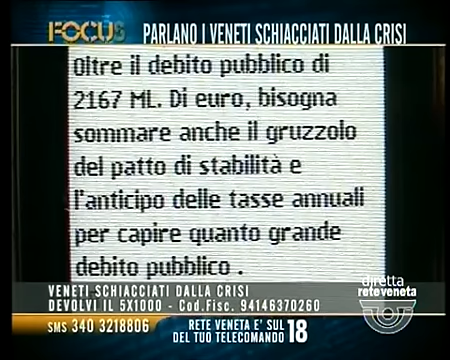 FOCUS PARLANO I VENETI SCHIACCIATI DALLA CRISI
Oltre il debito pubblico di
2167 ML. Di euro, bisogna
sommare anche il gruzzolo
del patto di stabilità e
l'anticipo delle tasse annuali
per capire quanto grande
debito pubblico .
diretta
reteveneta
VENETI SCHIACCIATI DALLA CRISI
DEVOLVI IL 5X1000 - Cod.Fisc. 94146370260
SMS 340 3218806
RETE VENETA E' SUL 18
DEL TUO TELECOMANDO